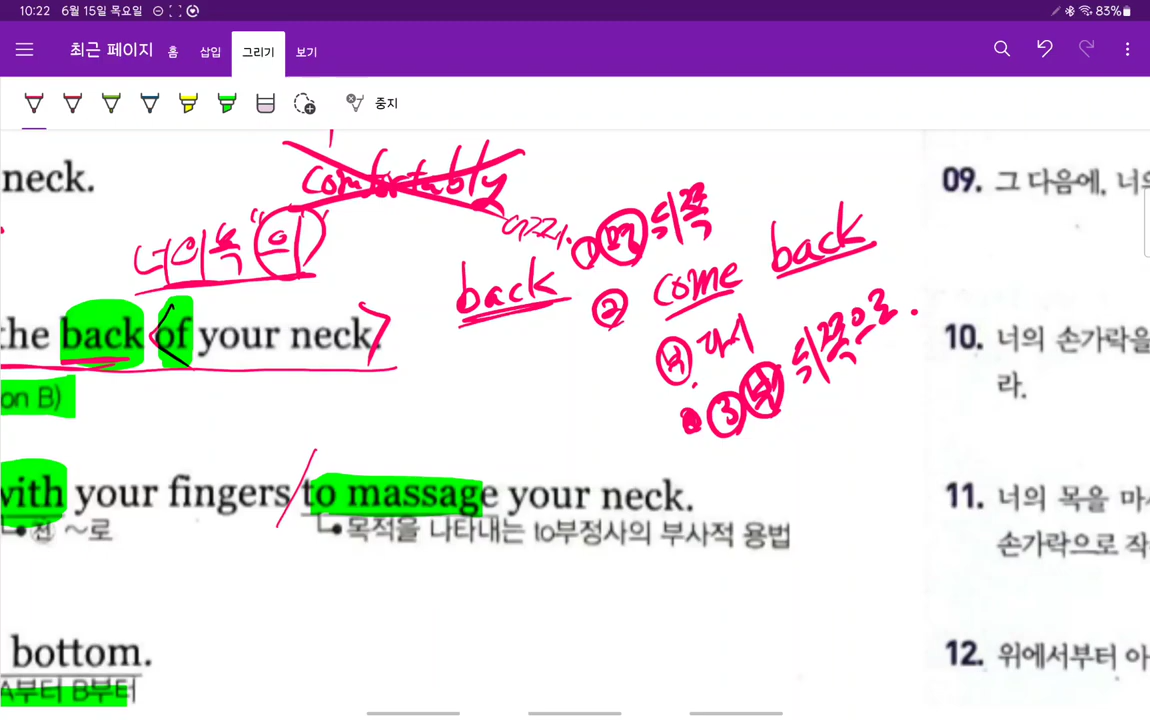 10:22 6월 15일 목요일 83%
최근 페이지 홈 삽입 그리기 보기
중지
neck.
comfortably
너의 목 "의"
back ① 명 뒤쪽
② come back
부 다시
③ 부 뒤쪽으로.
the back <of your neck>
on B)
with your fingers / to massage your neck.
전 ~로
목적을 나타내는 to부정사의 부사적 용법
bottom.
A부터 B부터
09. 그 다음에, 너의
10. 너의 손가락을
라.
11. 너의 목을 마
손가락으로 작
12. 위에서부터 아